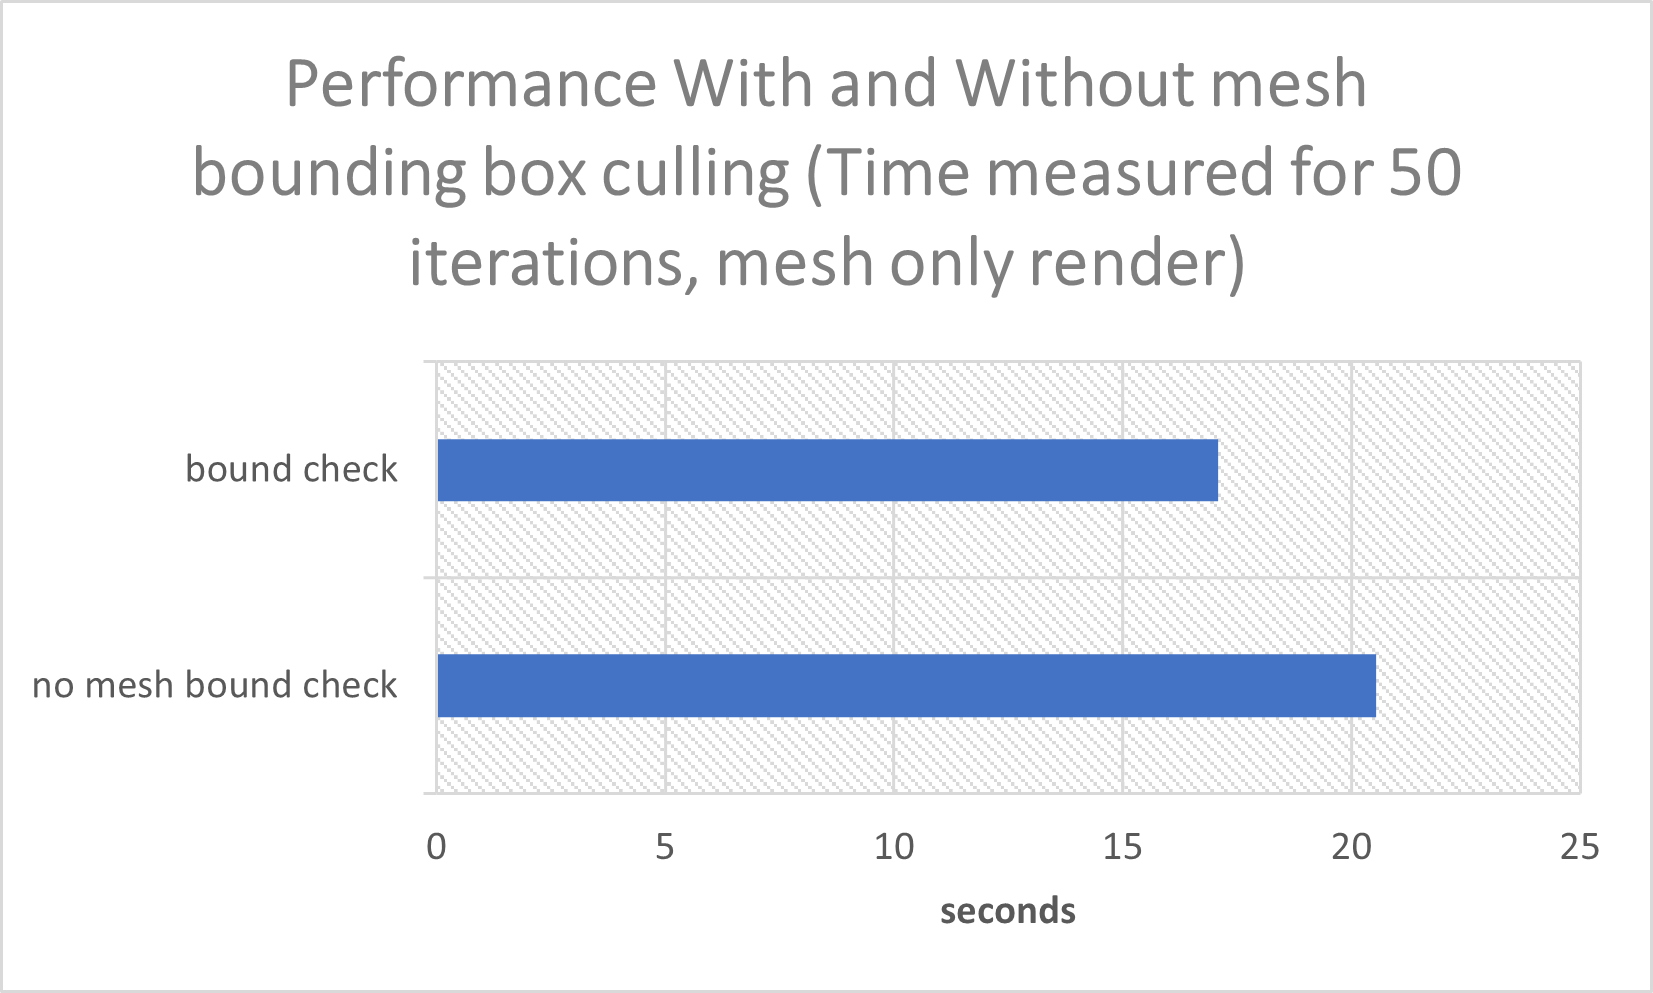 Performance With and Without mesh
bounding box culling (Time measured for 50
iterations, mesh only render)
bound check
no mesh bound check
0 5 10 15 20 25
seconds